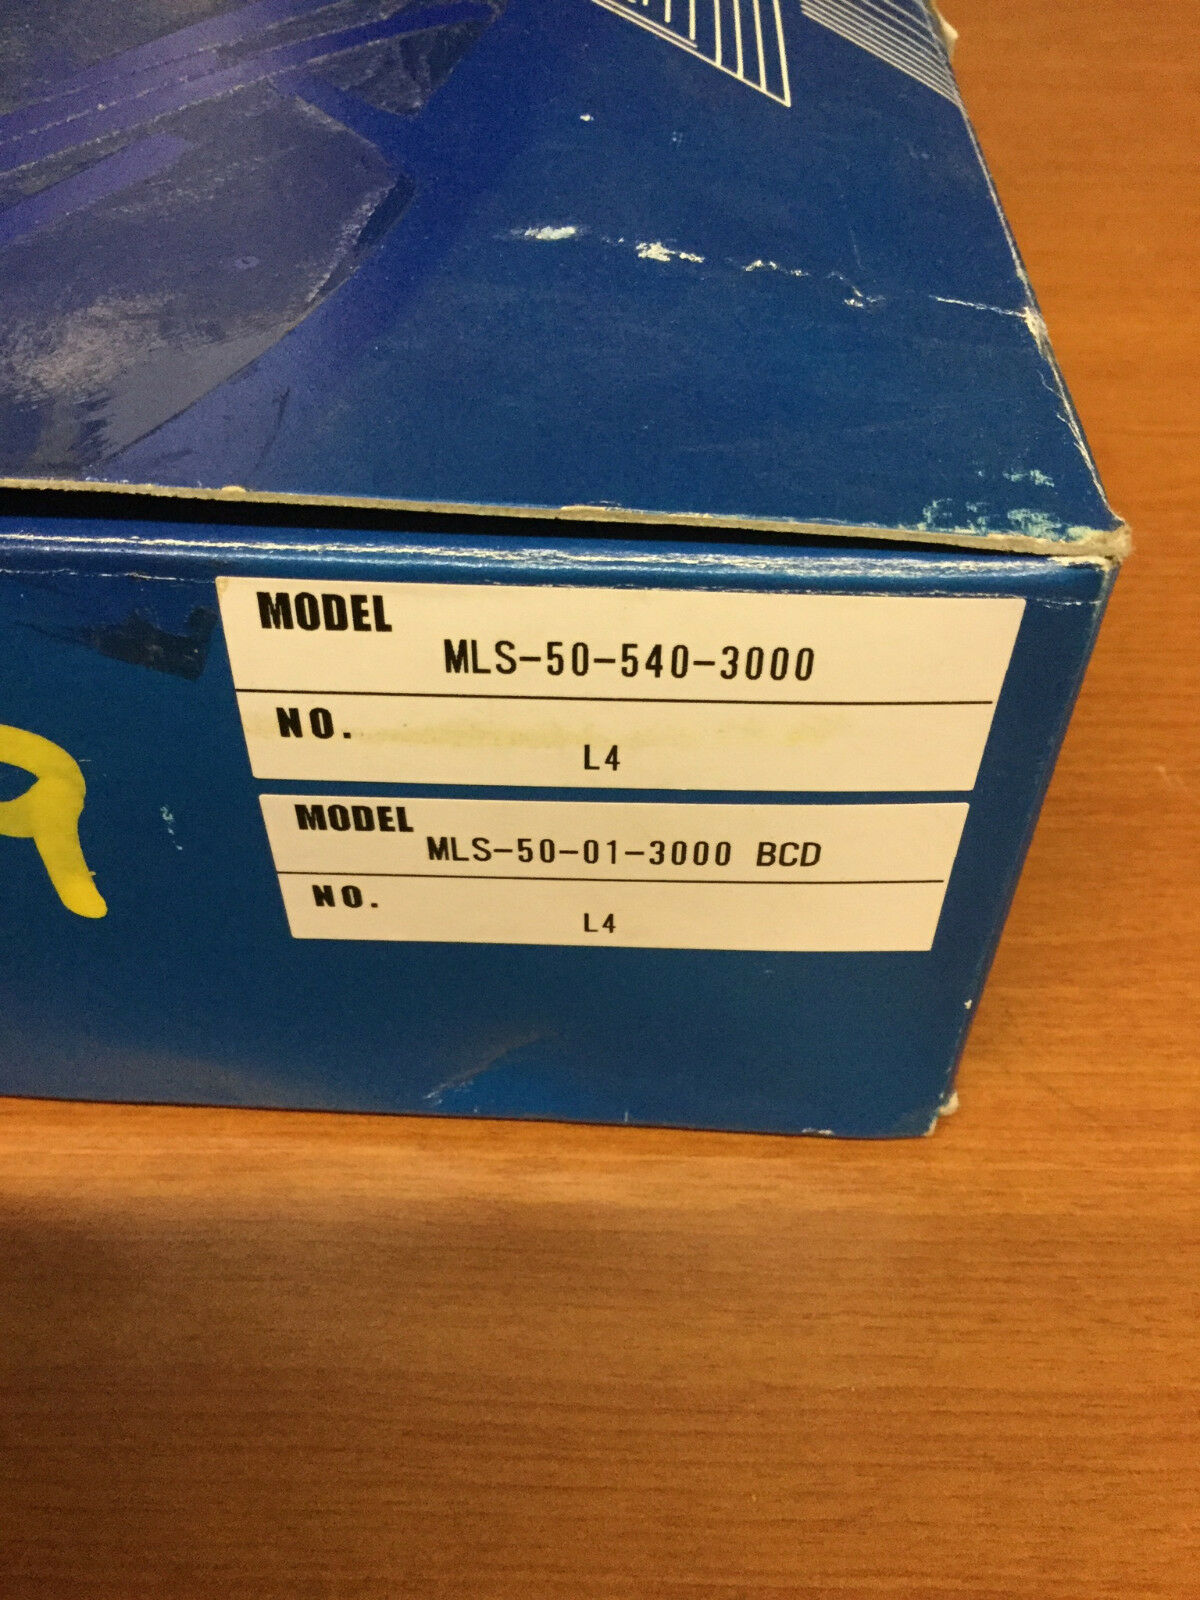 MODEL
MLS-50-540-3000
NO.
L4
MODEL
MLS-50-01-3000 BCD
NO.
L4